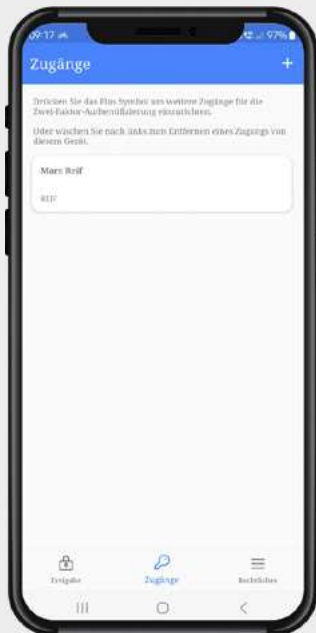 09:17
97%
Zugänge
Drücken Sie das Plus Symbol um weitere Zugänge für die
Zwei-Faktor-Authentifizierung einzurichten.
Oder wischen Sie nach links zum Entfernen eines Zugangs von
diesem Gerät.
Marc Reif
Freigabe
Zugänge
Rechtliches